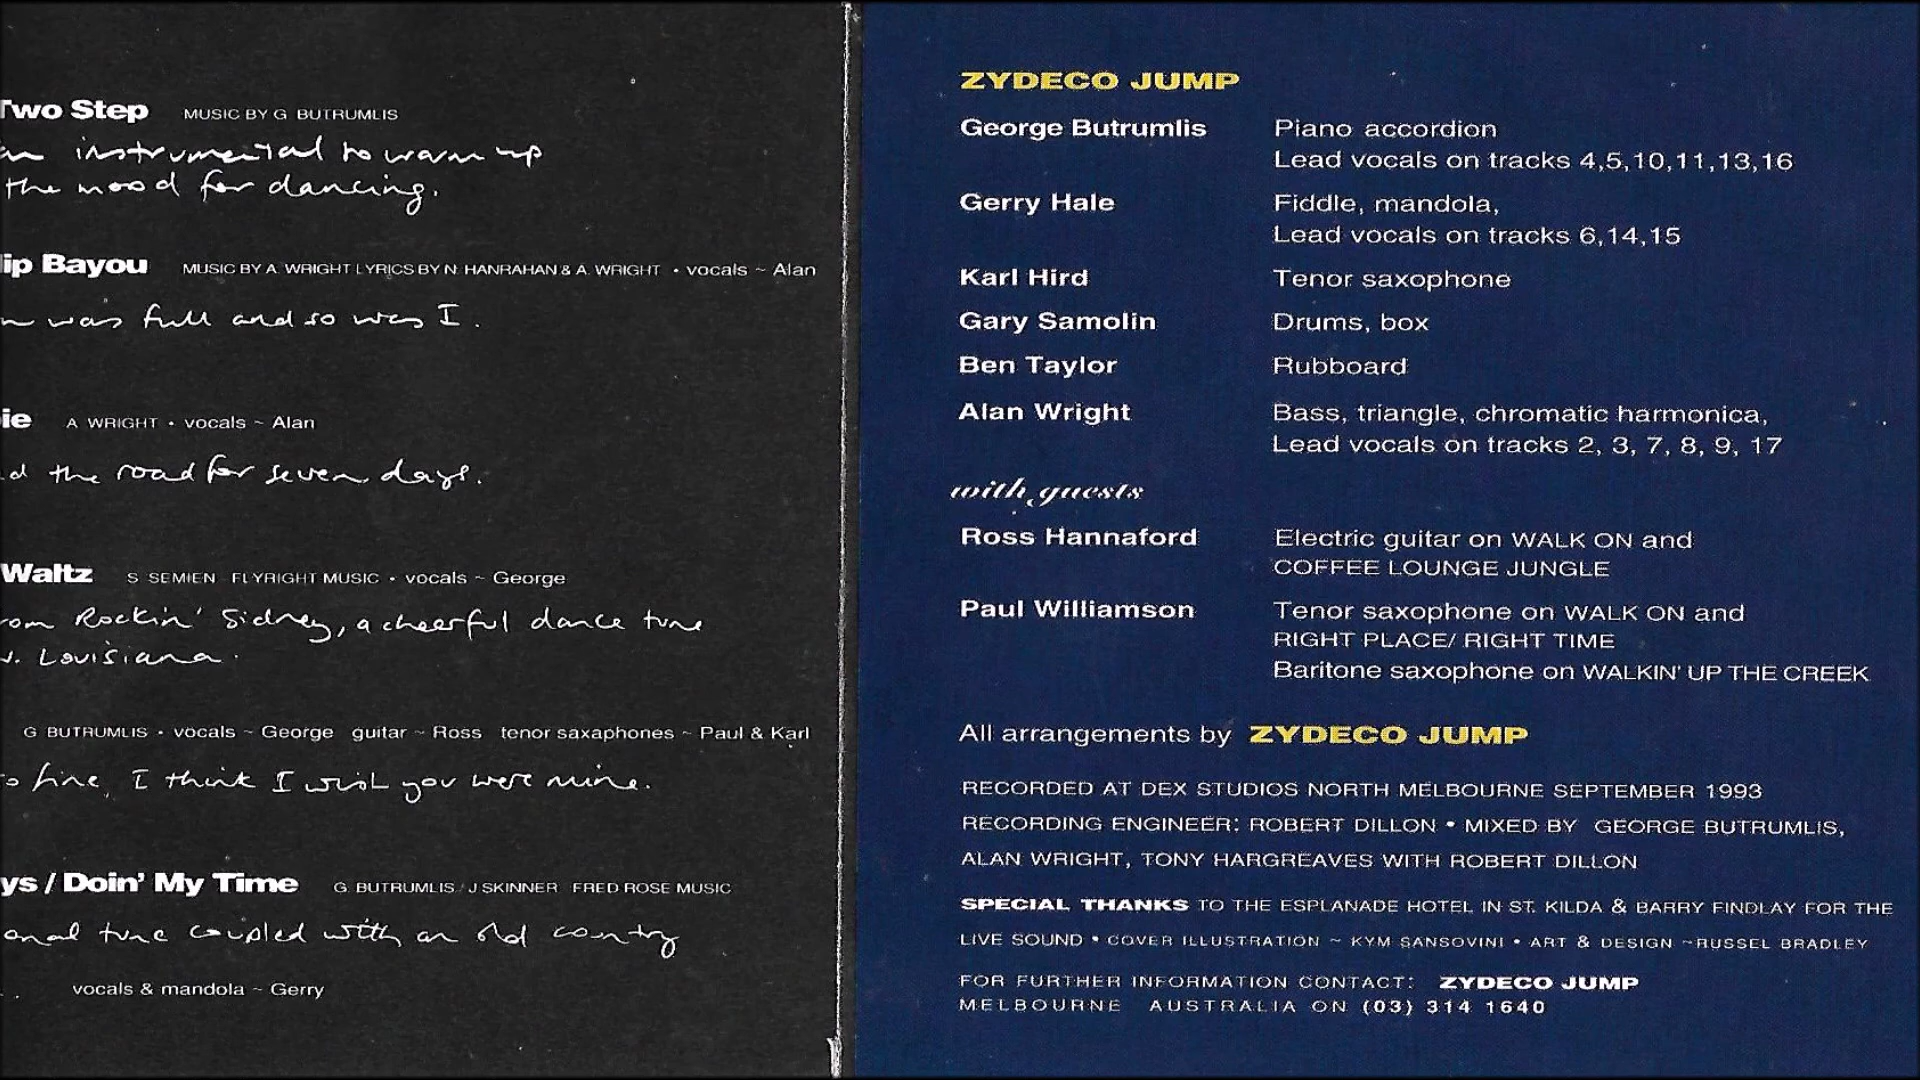 Two Step MUSIC BY G BUTRUMLIS
an instrumental to warm up
the mood for dancing.
ip Bayou MUSIC BY A WRIGHT LYRICS BY N HANRAHAN & A WRIGHT • vocals ~ Alan
was full and so was I.
ie A WRIGHT • vocals ~ Alan
d the road for seven days.
Waltz S SEMIEN FLYRIGHT MUSIC • vocals ~ George
om Rockin' Sidney, a cheerful dance tune
Louisiana.
G BUTRUMLIS • vocals ~ George guitar ~ Ross tenor saxaphones ~ Paul & Karl
o fine, I think I wish you were mine.
ys / Doin' My Time G BUTRUMLIS / J SKINNER FRED ROSE MUSIC
onal tune coupled with an old country
vocals & mandola ~ Gerry
ZYDECO JUMP
George Butrumlis Piano accordion
Lead vocals on tracks 4,5,10,11,13,16
Gerry Hale Fiddle, mandola,
Lead vocals on tracks 6,14,15
Karl Hird Tenor saxophone
Gary Samolin Drums, box
Ben Taylor Rubboard
Alan Wright Bass, triangle, chromatic harmonica,
Lead vocals on tracks 2, 3, 7, 8, 9, 17
with guests
Ross Hannaford Electric guitar on WALK ON and
COFFEE LOUNGE JUNGLE
Paul Williamson Tenor saxophone on WALK ON and
RIGHT PLACE/ RIGHT TIME
Baritone saxophone on WALKIN' UP THE CREEK
All arrangements by ZYDECO JUMP
RECORDED AT DEX STUDIOS NORTH MELBOURNE SEPTEMBER 1993
RECORDING ENGINEER: ROBERT DILLON • MIXED BY GEORGE BUTRUMLIS,
ALAN WRIGHT, TONY HARGREAVES WITH ROBERT DILLON
SPECIAL THANKS TO THE ESPLANADE HOTEL IN ST. KILDA & BARRY FINDLAY FOR THE
LIVE SOUND • COVER ILLUSTRATION ~ KYM SANSOVINI • ART & DESIGN ~RUSSEL BRADLEY
FOR FURTHER INFORMATION CONTACT: ZYDECO JUMP
MELBOURNE AUSTRALIA ON (03) 314 1640